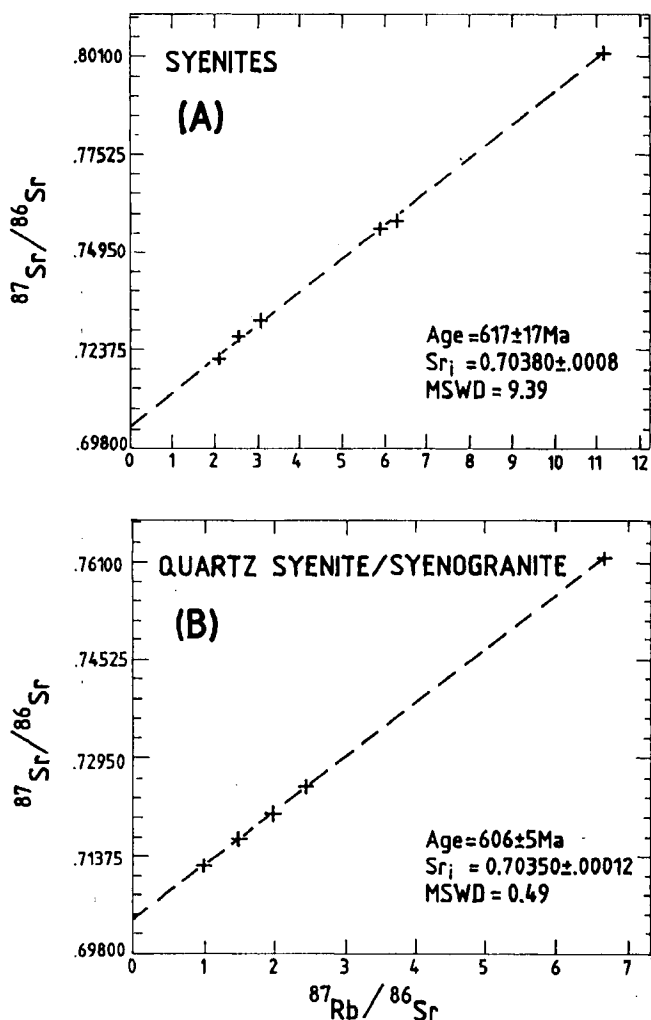 SYENITES
(A)
.80100
.77525
.74950
.72375
.69800
87Sr/86Sr
Age=617±17Ma
Sri =0.70380±.0008
MSWD = 9.39
0 1 2 3 4 5 6 7 8 9 10 11 12
QUARTZ SYENITE/SYENOGRANITE
(B)
.76100
.74525
.72950
.71375
.69800
87Sr/86Sr
Age=606±5Ma
Sri = 0.70350±.00012
MSWD = 0.49
0 1 2 3 4 5 6 7
87Rb/86Sr